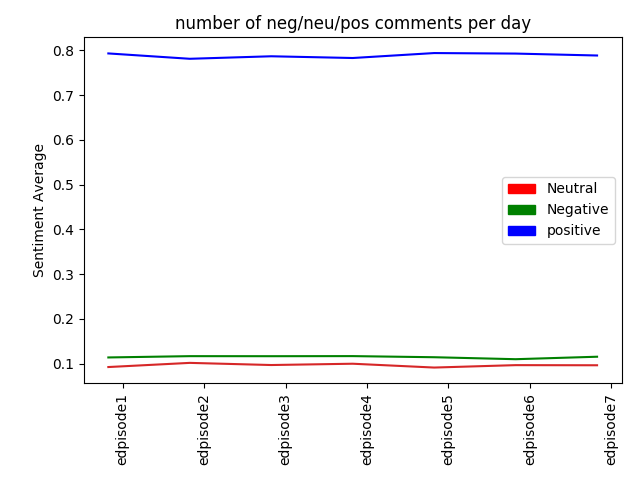 number of neg/neu/pos comments per day
Sentiment Average
0.8
0.7
0.6
0.5
0.4
0.3
0.2
0.1
Neutral
Negative
positive
edpisode1
edpisode2
edpisode3
edpisode4
edpisode5
edpisode6
edpisode7